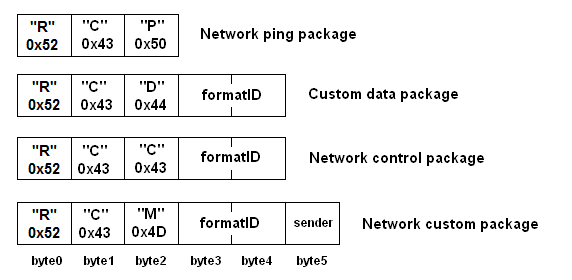 "R" "C" "P"
0x52 0x43 0x50 Network ping package
"R" "C" "D"
0x52 0x43 0x44 formatID Custom data package
"R" "C" "C"
0x52 0x43 0x43 formatID Network control package
"R" "C" "M"
0x52 0x43 0x4D formatID sender Network custom package
byte0 byte1 byte2 byte3 byte4 byte5